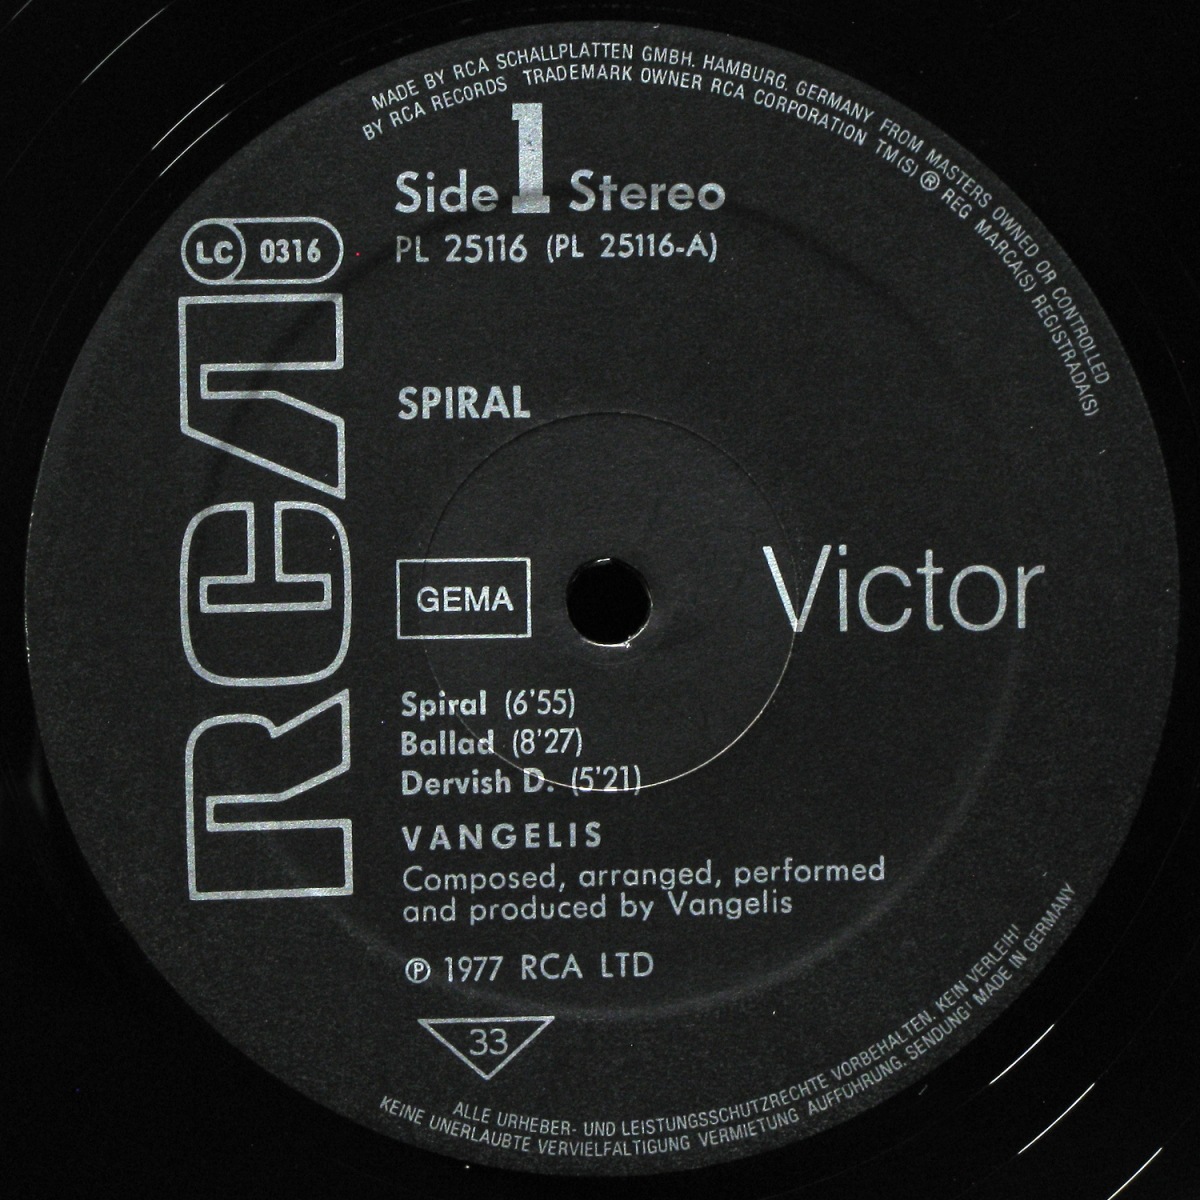 MADE BY RCA SCHALLPLATTEN GMBH. HAMBURG. GERMANY FROM MASTERS OWNED OR CONTROLLED
BY RCA RECORDS TRADEMARK OWNER RCA CORPORATION TM(S) ® REG MARCA(S) REGISTRADA(S)
Side 1 Stereo
PL 25116 (PL 25116-A)
LC 0316
RCA
SPIRAL
GEMA
Victor
Spiral (6'55)
Ballad (8'27)
Dervish D. (5'21)
VANGELIS
Composed, arranged, performed
and produced by Vangelis
℗ 1977 RCA LTD
33
ALLE URHEBER- UND LEISTUNGSSCHUTZRECHTE VORBEHALTEN. KEIN VERLEIH!
KEINE UNERLAUBTE VERVIELFALTIGUNG VERMIETUNG AUFFÜHRUNG. SENDUNG! MADE IN GERMANY